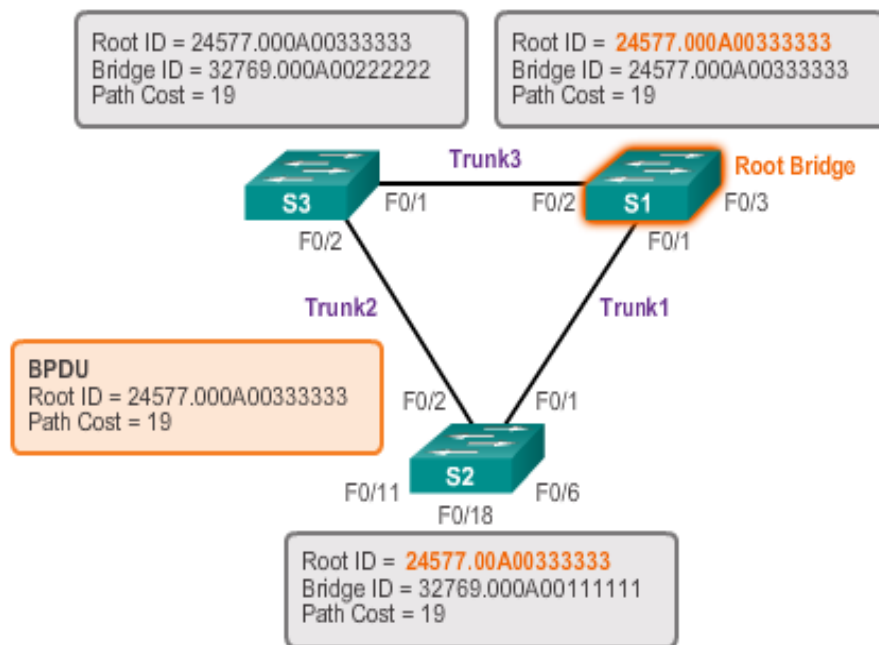 Root ID = 24577.000A00333333
Bridge ID = 32769.000A00222222
Path Cost = 19
Root ID = 24577.000A00333333
Bridge ID = 24577.000A00333333
Path Cost = 19
Trunk3
Root Bridge
S3
F0/1
F0/2
S1
F0/3
F0/2
F0/1
Trunk2
Trunk1
BPDU
Root ID = 24577.000A00333333
Path Cost = 19
F0/2
F0/1
S2
F0/11
F0/6
F0/18
Root ID = 24577.00A00333333
Bridge ID = 32769.000A00111111
Path Cost = 19